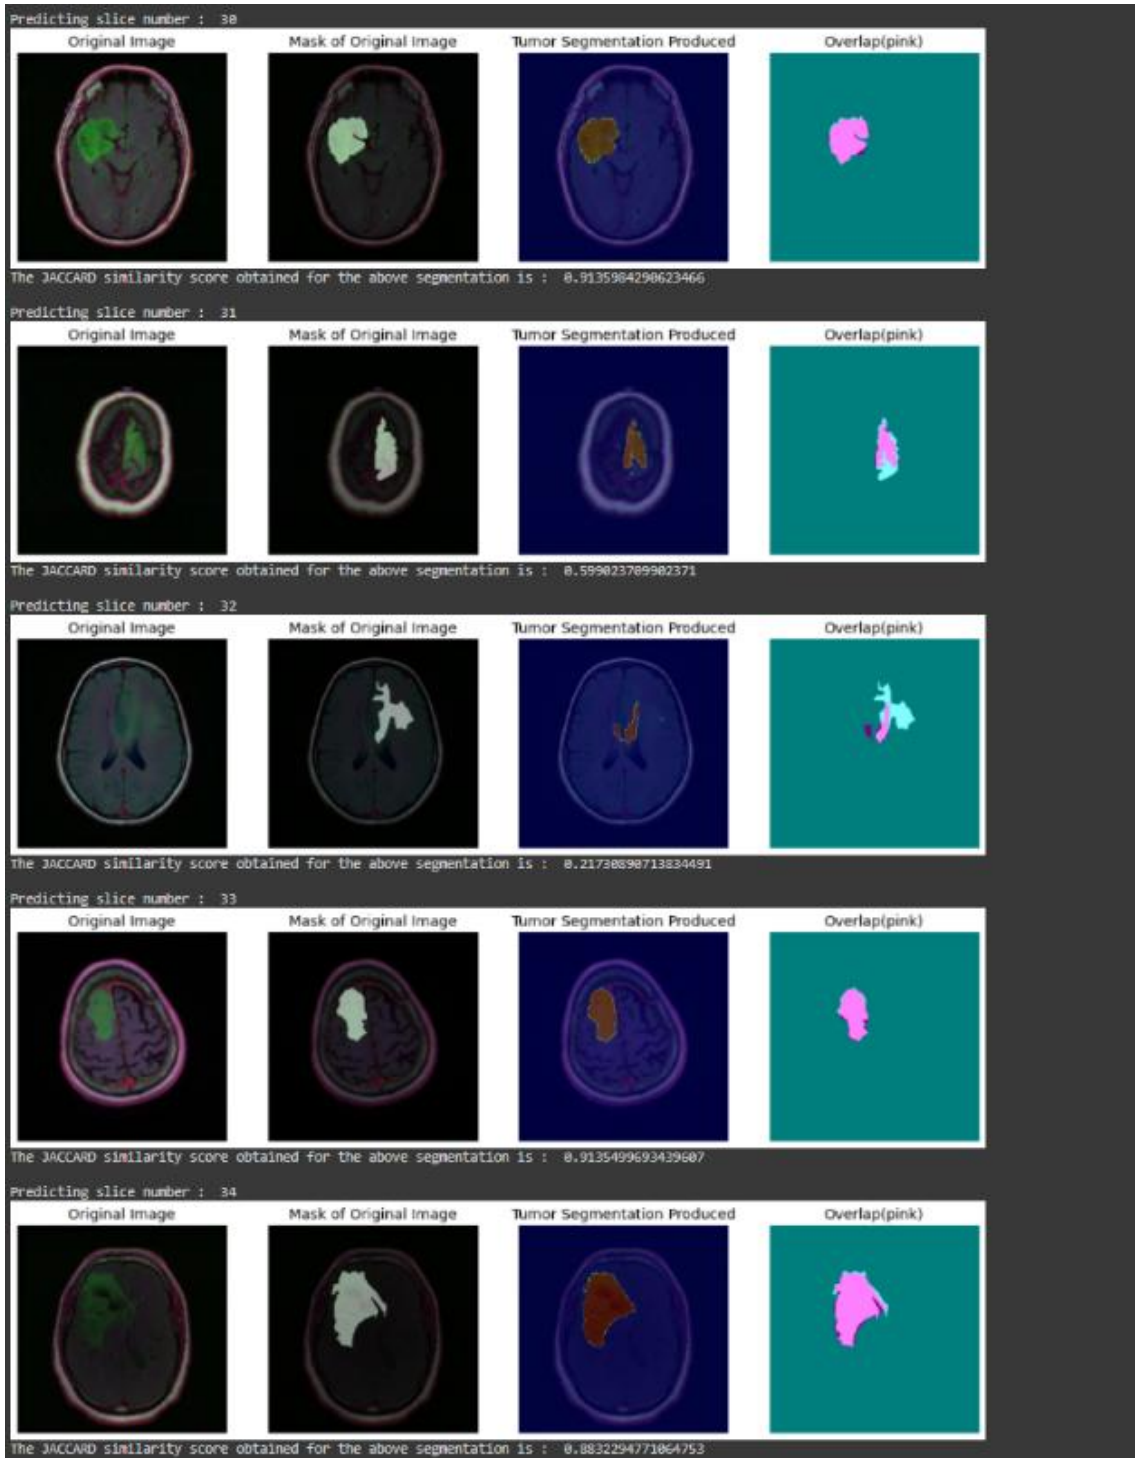 Predicting slice number : 30
Original Image Mask of Original Image Tumor Segmentation Produced Overlap(pink)
The JACCARD similarity score obtained for the above segmentation is : 0.9135984290623466
Predicting slice number : 31
Original Image Mask of Original Image Tumor Segmentation Produced Overlap(pink)
The JACCARD similarity score obtained for the above segmentation is : 0.599023709902371
Predicting slice number : 32
Original Image Mask of Original Image Tumor Segmentation Produced Overlap(pink)
The JACCARD similarity score obtained for the above segmentation is : 0.21730890713834491
Predicting slice number : 33
Original Image Mask of Original Image Tumor Segmentation Produced Overlap(pink)
The JACCARD similarity score obtained for the above segmentation is : 0.9135499693439607
Predicting slice number : 34
Original Image Mask of Original Image Tumor Segmentation Produced Overlap(pink)
The JACCARD similarity score obtained for the above segmentation is : 0.8832294771064753